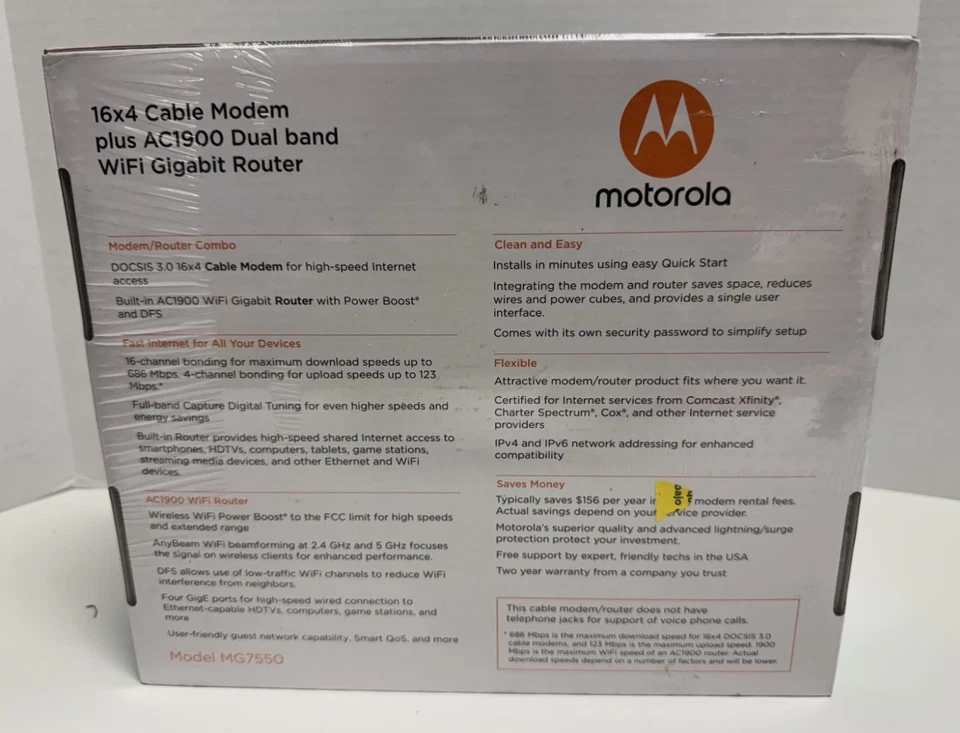 16x4 Cable Modem
plus AC1900 Dual band
WiFi Gigabit Router
motorola
Modem/Router Combo
DOCSIS 3.0 16x4 Cable Modem for high-speed Internet
access
Built-in AC1900 WiFi Gigabit Router with Power Boost*
and DFS
Fast Internet for All Your Devices
16-channel bonding for maximum download speeds up to
686 Mbps. 4-channel bonding for upload speeds up to 123
Mbps.*
Full-band Capture Digital Tuning for even higher speeds and
energy savings
Built-in Router provides high-speed shared Internet access to
smartphones, HDTVs, computers, tablets, game stations,
streaming media devices, and other Ethernet and WiFi
devices.
AC1900 WiFi Router
Wireless WiFi Power Boost* to the FCC limit for high speeds
and extended range
AnyBeam WiFi beamforming at 2.4 GHz and 5 GHz focuses
the signal on wireless clients for enhanced performance.
DFS allows use of low-traffic WiFi channels to reduce WiFi
interference from neighbors.
Four GigE ports for high-speed wired connection to
Ethernet-capable HDTVs, computers, game stations, and
more
User-friendly guest network capability, Smart QoS, and more
Model MG7550
Clean and Easy
Installs in minutes using easy Quick Start
Integrating the modem and router saves space, reduces
wires and power cubes, and provides a single user
interface.
Comes with its own security password to simplify setup
Flexible
Attractive modem/router product fits where you want it.
Certified for Internet services from Comcast Xfinity®,
Charter Spectrum®, Cox®, and other Internet service
providers
IPv4 and IPv6 network addressing for enhanced
compatibility
Saves Money
Typically saves $156 per year in modem rental fees.
Actual savings depend on your service provider.
Motorola's superior quality and advanced lightning/surge
protection protect your investment.
Free support by expert, friendly techs in the USA
Two year warranty from a company you trust
This cable modem/router does not have
telephone jacks for support of voice phone calls.
* 686 Mbps is the maximum download speed for 16x4 DOCSIS 3.0
cable modems, and 123 Mbps is the maximum upload speed. 1900
Mbps is the maximum WiFi speed of an AC1900 router. Actual
download speeds depend on a number of factors and will be lower.